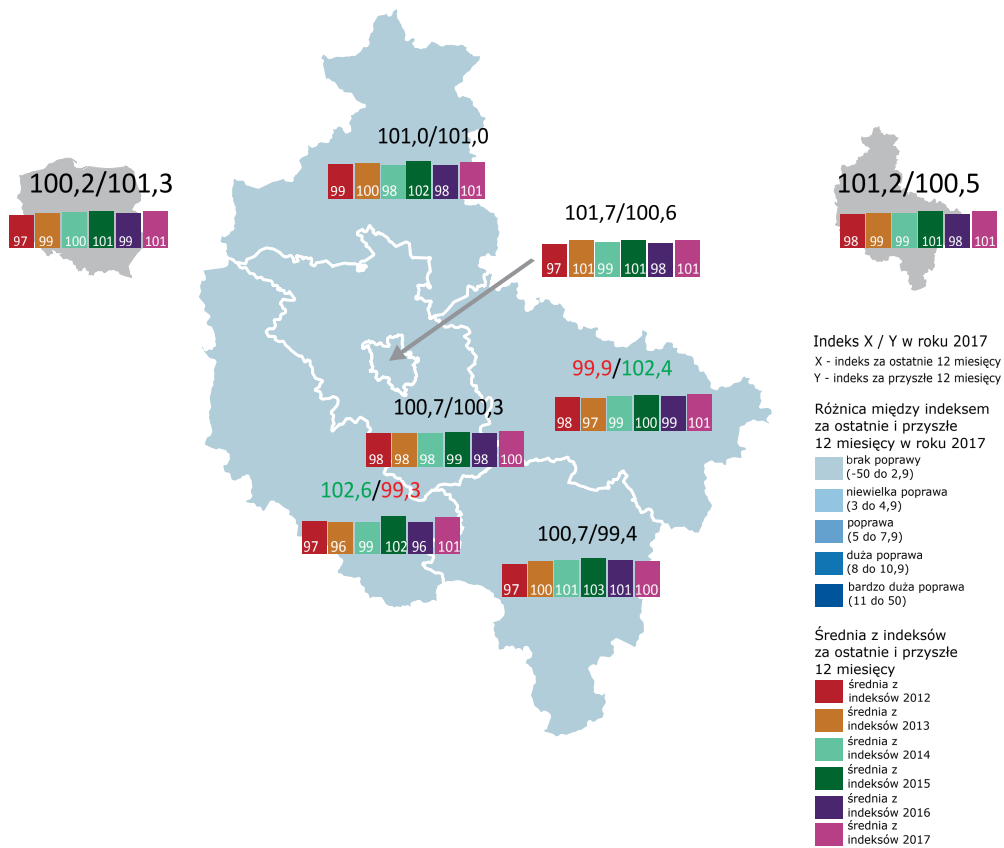 101,0/101,0
99 100 98 102 98 101
100,2/101,3
97 99 100 101 99 101
101,2/100,5
98 99 99 101 98 101
101,7/100,6
97 101 99 101 98 101
99,9/102,4
98 97 99 100 99 101
100,7/100,3
98 98 98 99 98 100
102,6/99,3
97 96 99 102 96 101
100,7/99,4
97 100 101 103 101 100
Indeks X / Y w roku 2017
X - indeks za ostatnie 12 miesięcy
Y - indeks za przyszłe 12 miesięcy
Różnica między indeksem
za ostatnie i przyszłe
12 miesięcy w roku 2017
brak poprawy
(-50 do 2,9)
niewielka poprawa
(3 do 4,9)
poprawa
(5 do 7,9)
duża poprawa
(8 do 10,9)
bardzo duża poprawa
(11 do 50)
Średnia z indeksów
za ostatnie i przyszłe
12 miesięcy
średnia z
indeksów 2012
średnia z
indeksów 2013
średnia z
indeksów 2014
średnia z
indeksów 2015
średnia z
indeksów 2016
średnia z
indeksów 2017